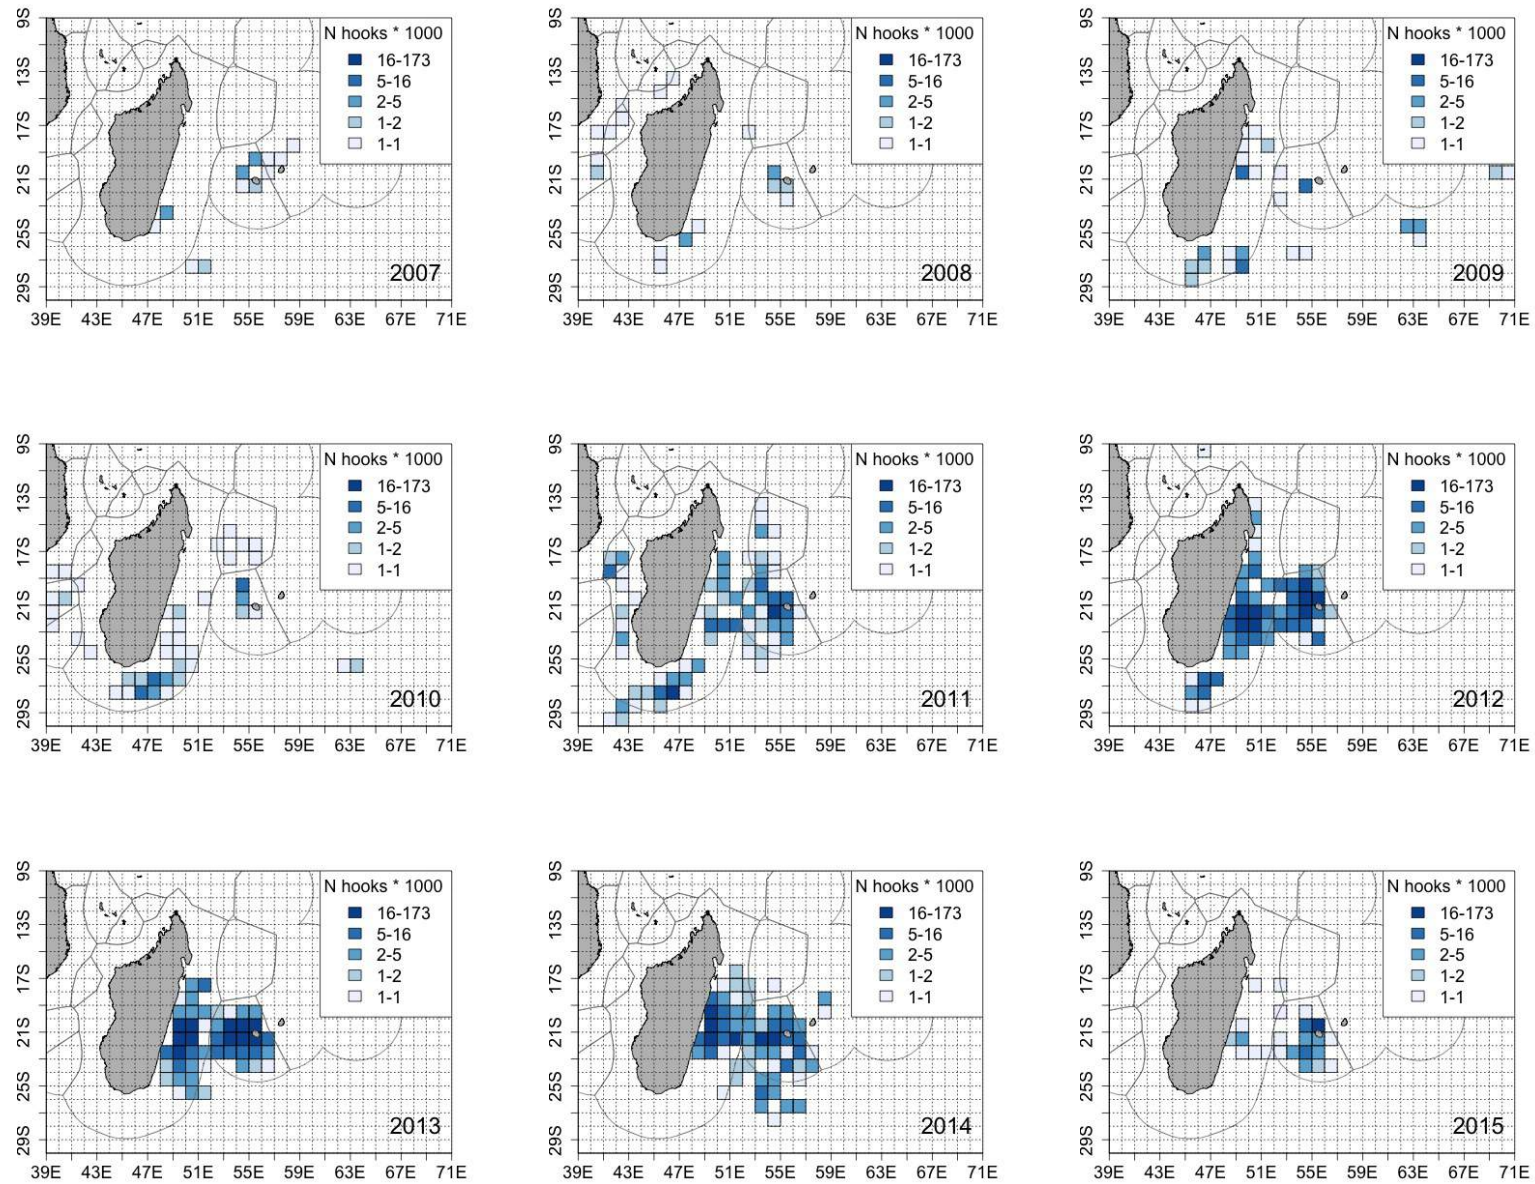 N hooks * 1000
16-173
5-16
2-5
1-2
1-1
9S
13S
17S
21S
25S
29S
2007
39E 43E 47E 51E 55E 59E 63E 67E 71E
N hooks * 1000
16-173
5-16
2-5
1-2
1-1
9S
13S
17S
21S
25S
29S
2008
39E 43E 47E 51E 55E 59E 63E 67E 71E
N hooks * 1000
16-173
5-16
2-5
1-2
1-1
9S
13S
17S
21S
25S
29S
2009
39E 43E 47E 51E 55E 59E 63E 67E 71E
N hooks * 1000
16-173
5-16
2-5
1-2
1-1
9S
13S
17S
21S
25S
29S
2010
39E 43E 47E 51E 55E 59E 63E 67E 71E
N hooks * 1000
16-173
5-16
2-5
1-2
1-1
9S
13S
17S
21S
25S
29S
2011
39E 43E 47E 51E 55E 59E 63E 67E 71E
N hooks * 1000
16-173
5-16
2-5
1-2
1-1
9S
13S
17S
21S
25S
29S
2012
39E 43E 47E 51E 55E 59E 63E 67E 71E
N hooks * 1000
16-173
5-16
2-5
1-2
1-1
9S
13S
17S
21S
25S
29S
2013
39E 43E 47E 51E 55E 59E 63E 67E 71E
N hooks * 1000
16-173
5-16
2-5
1-2
1-1
9S
13S
17S
21S
25S
29S
2014
39E 43E 47E 51E 55E 59E 63E 67E 71E
N hooks * 1000
16-173
5-16
2-5
1-2
1-1
9S
13S
17S
21S
25S
29S
2015
39E 43E 47E 51E 55E 59E 63E 67E 71E